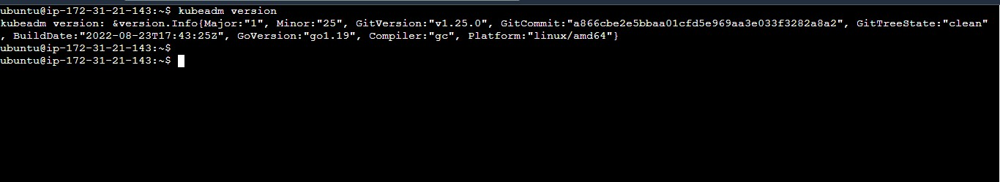 ubuntu@ip-172-31-21-143:~$ kubeadm version
kubeadm version: &version.Info{Major:"1", Minor:"25", GitVersion:"v1.25.0", GitCommit:"a866cbe2e5bbaa01cfd5e969aa3e033f3282a8a2", GitTreeState:"clean"
, BuildDate:"2022-08-23T17:43:25Z", GoVersion:"go1.19", Compiler:"gc", Platform:"linux/amd64"}
ubuntu@ip-172-31-21-143:~$
ubuntu@ip-172-31-21-143:~$